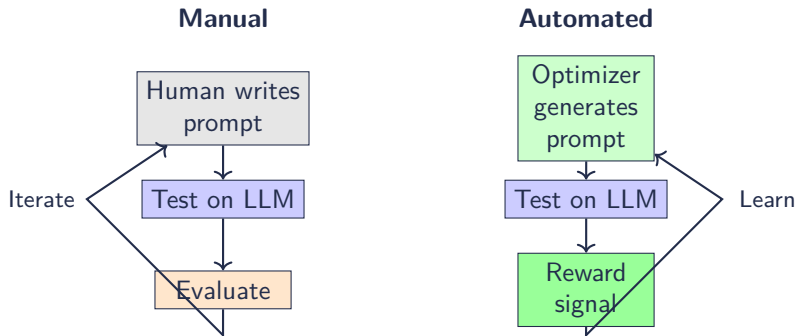 Manual
Human writes
prompt
Iterate
Test on LLM
Evaluate
Automated
Optimizer
generates
prompt
Test on LLM
Learn
Reward
signal